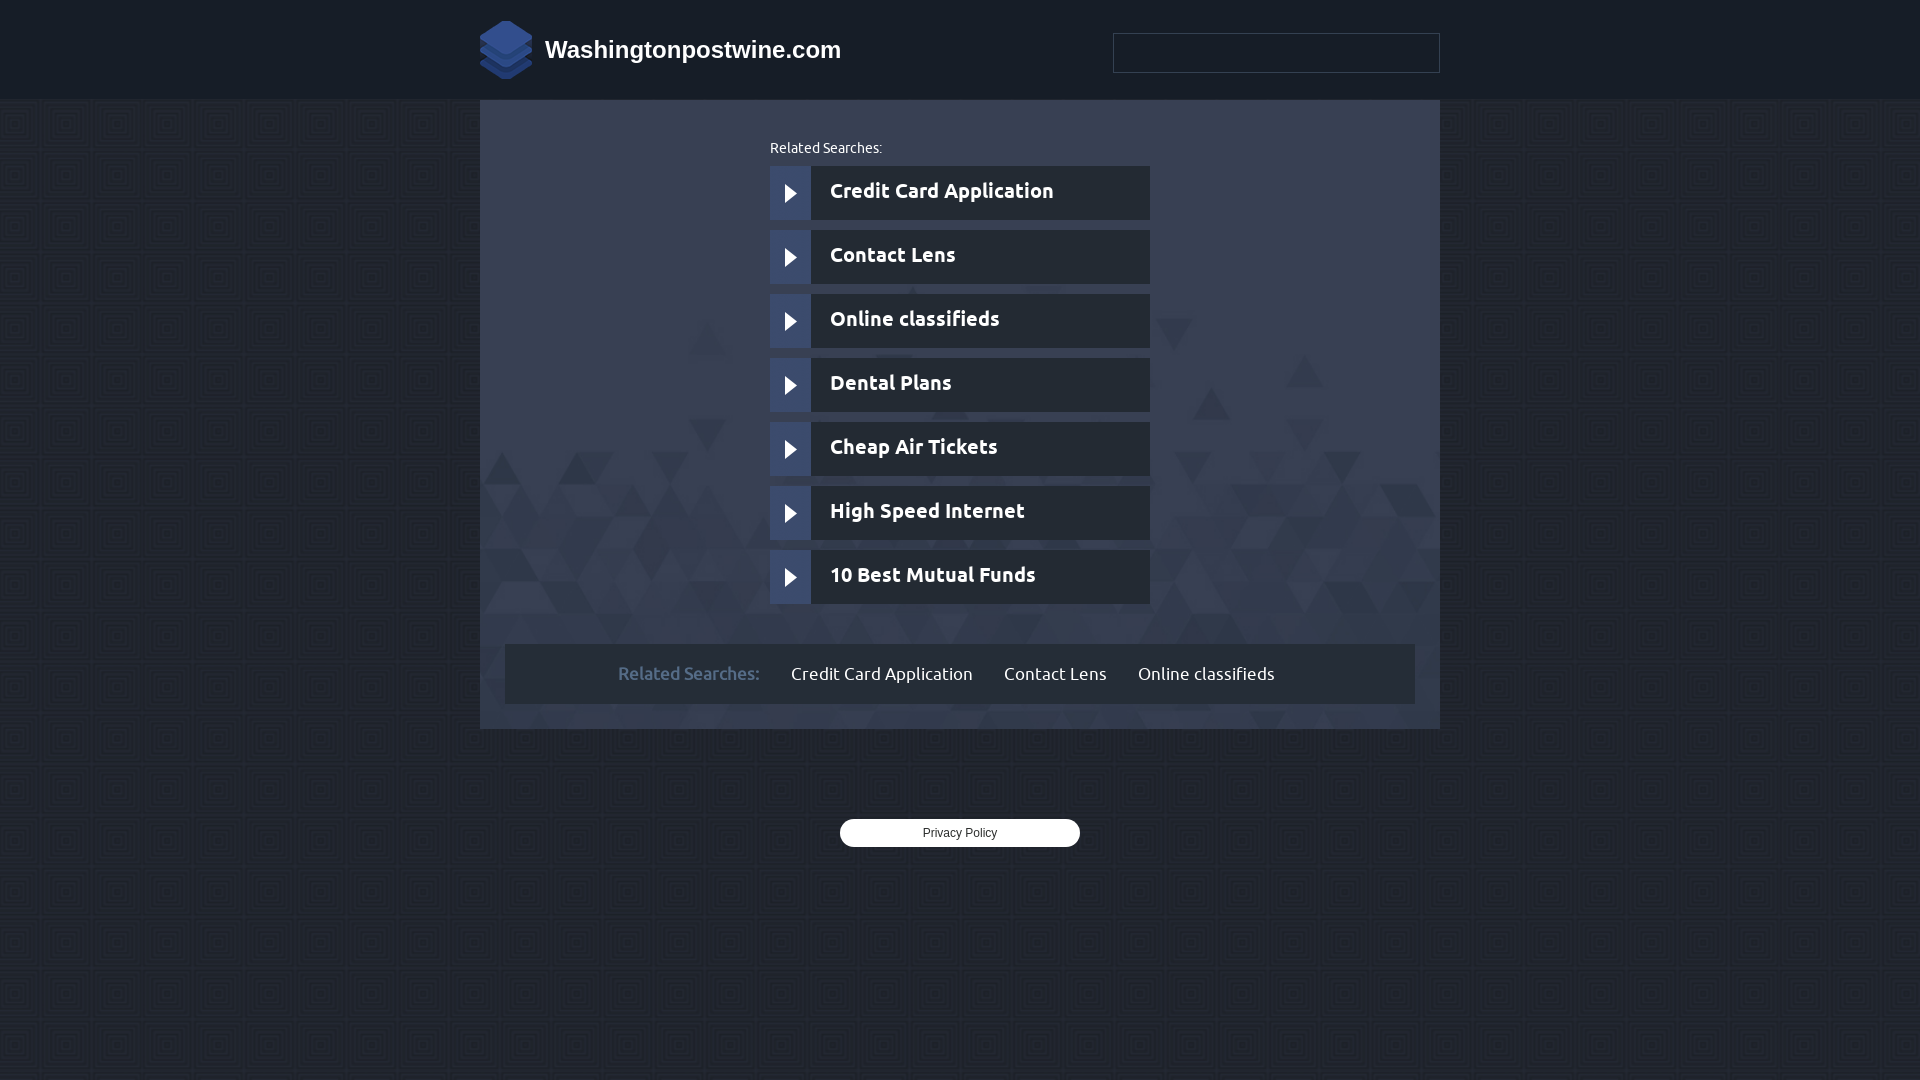 Washingtonpostwine.com
Related Searches:
Credit Card Application
Contact Lens
Online classifieds
Dental Plans
Cheap Air Tickets
High Speed Internet
10 Best Mutual Funds
Related Searches: Credit Card Application Contact Lens Online classifieds
Privacy Policy